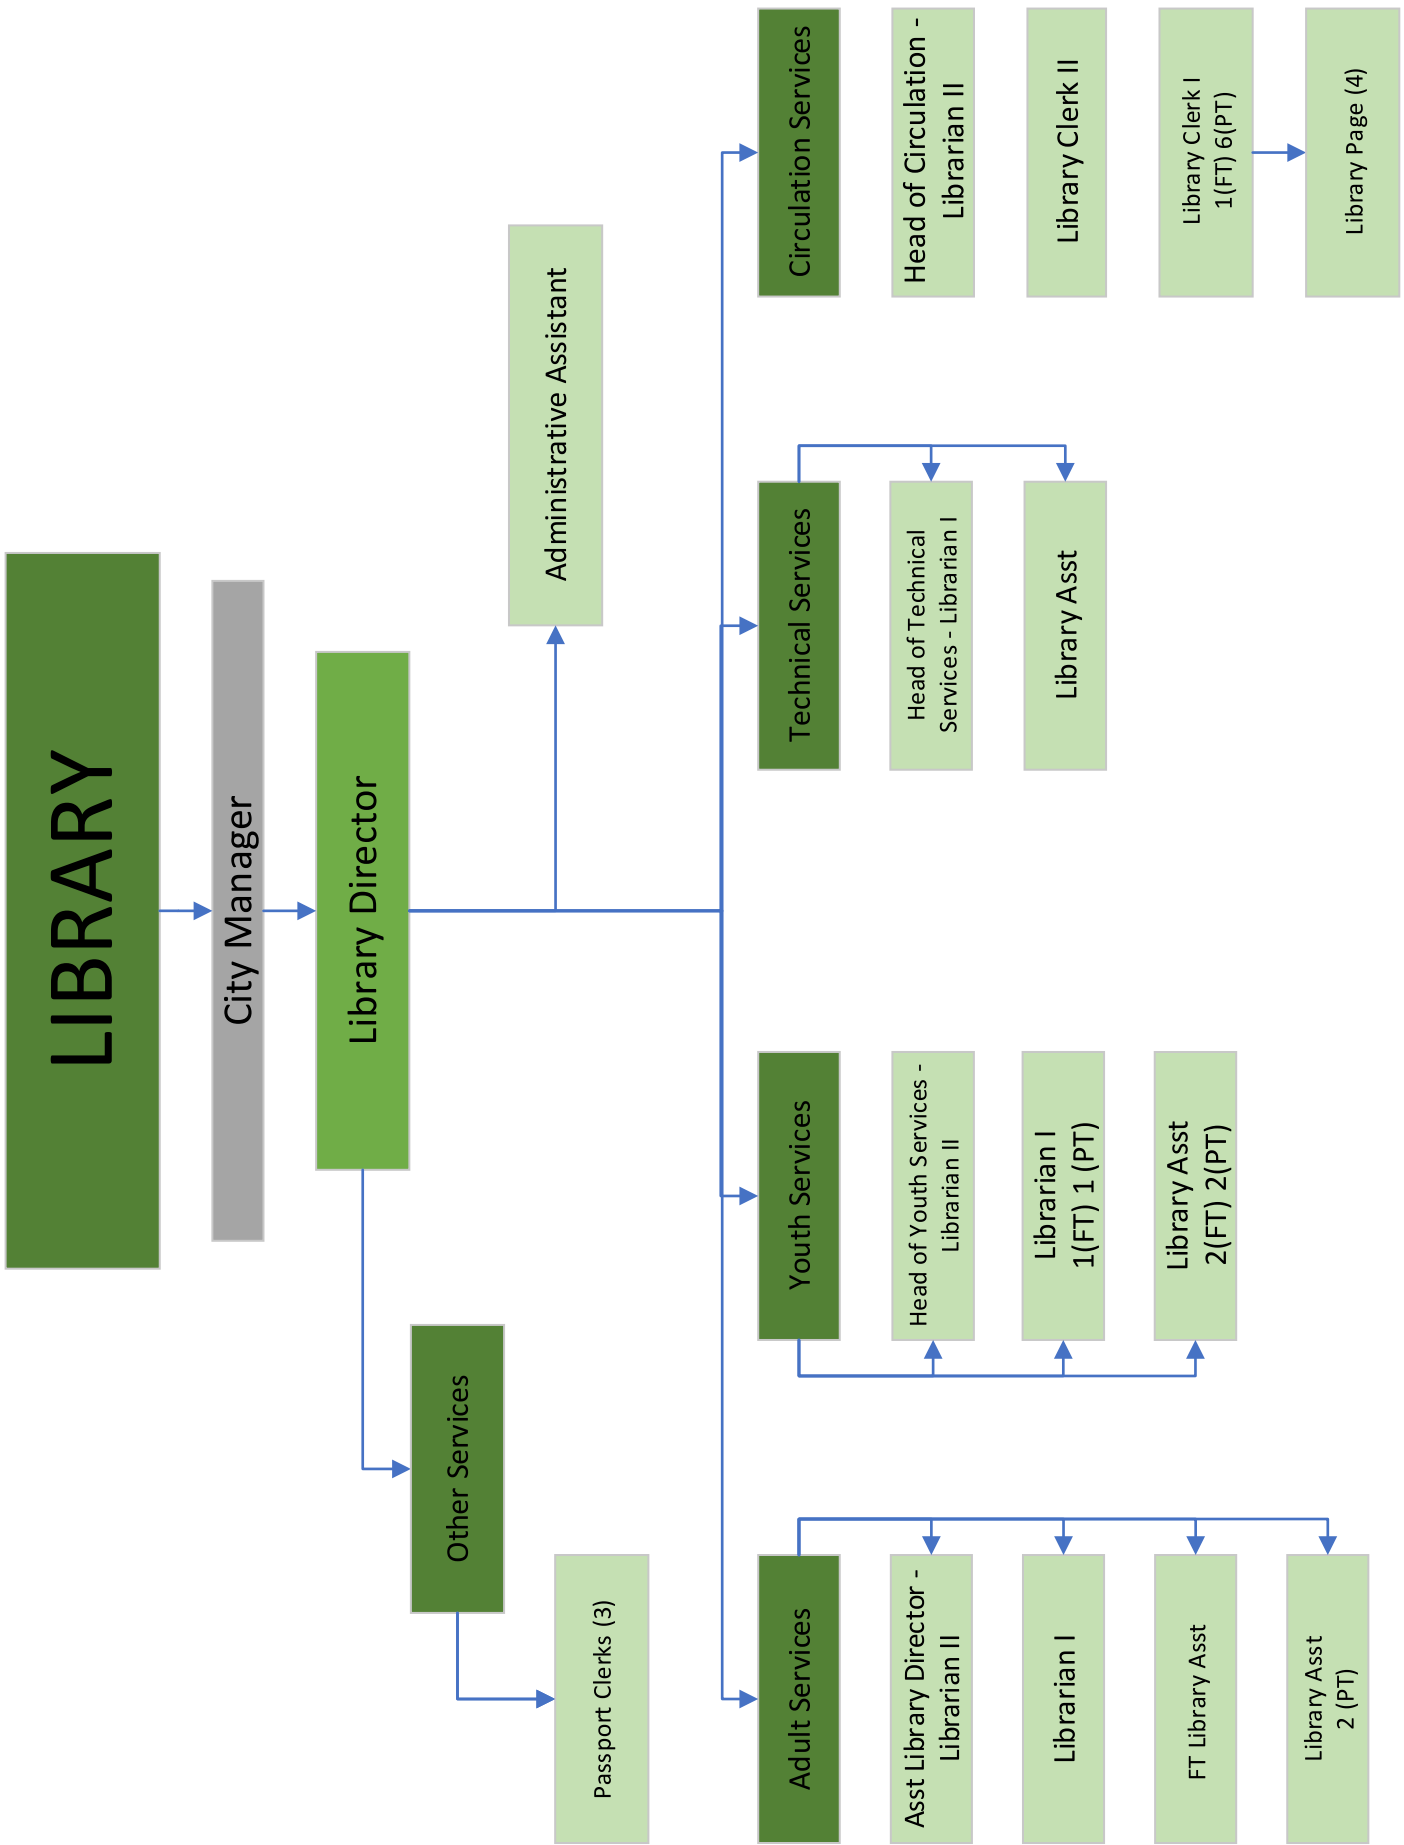 LIBRARY
City Manager
Library Director
Other Services
Administrative Assistant
Passport Clerks (3)
Adult Services
Asst Library Director -
Librarian II
Librarian I
FT Library Asst
Library Asst
2 (PT)
Youth Services
Head of Youth Services -
Librarian II
Librarian I
1(FT) 1 (PT)
Library Asst
2(FT) 2(PT)
Technical Services
Head of Technical
Services - Librarian I
Library Asst
Circulation Services
Head of Circulation -
Librarian II
Library Clerk II
Library Clerk I
1(FT) 6(PT)
Library Page (4)